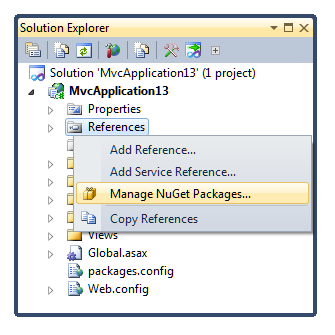 Solution Explorer
Solution 'MvcApplication13' (1 project)
MvcApplication13
Properties
References
Add Reference...
Add Service Reference...
Manage NuGet Packages...
Copy References
Views
Global.asax
packages.config
Web.config